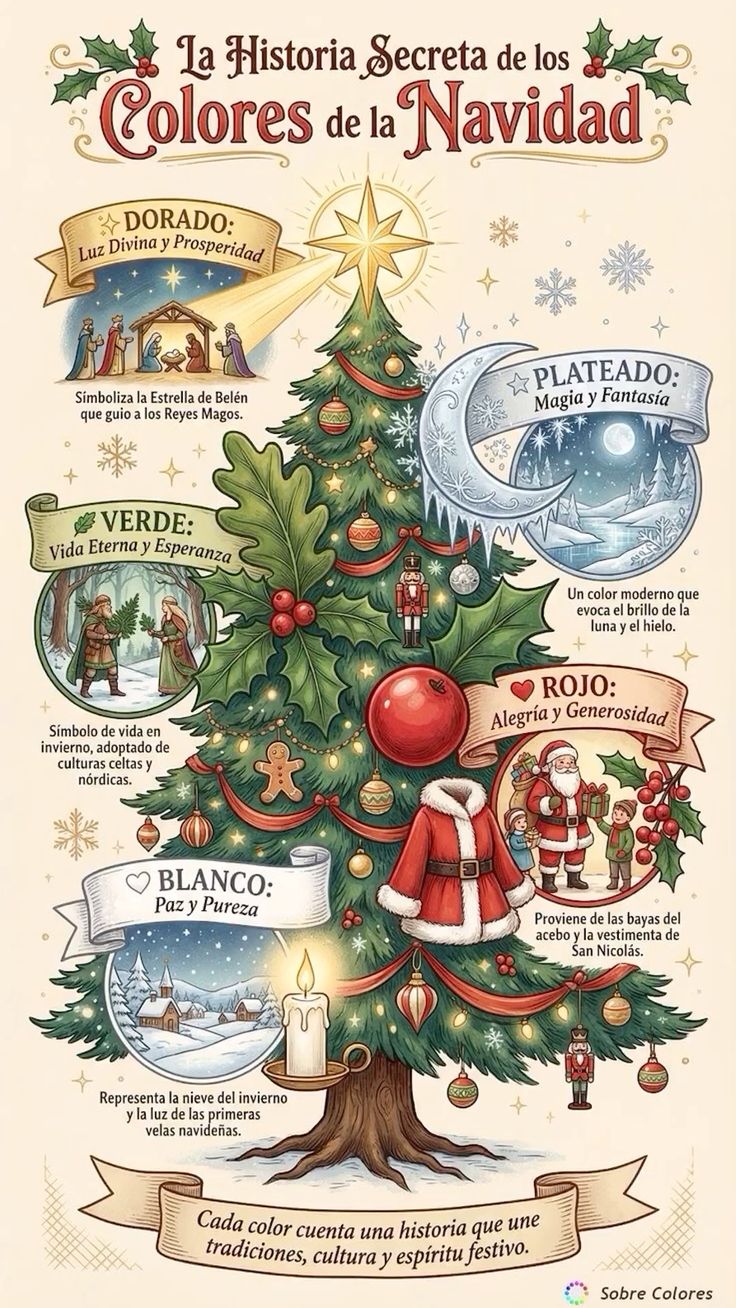 La Historia Secreta de los
Colores de la Navidad
DORADO:
Luz Divina y Prosperidad
Simboliza la Estrella de Belén
que guio a los Reyes Magos.
PLATEADO:
Magia y Fantasía
Un color moderno que
evoca el brillo de la
luna y el hielo.
VERDE:
Vida Eterna y Esperanza
Símbolo de vida en
invierno, adoptado de
culturas celtas y
nórdicas.
ROJO:
Alegría y Generosidad
Proviene de las bayas del
acebo y la vestimenta de
San Nicolás.
BLANCO:
Paz y Pureza
Representa la nieve del invierno
y la luz de las primeras
velas navideñas.
Cada color cuenta una historia que une
tradiciones, cultura y espíritu festivo.
Sobre Colores